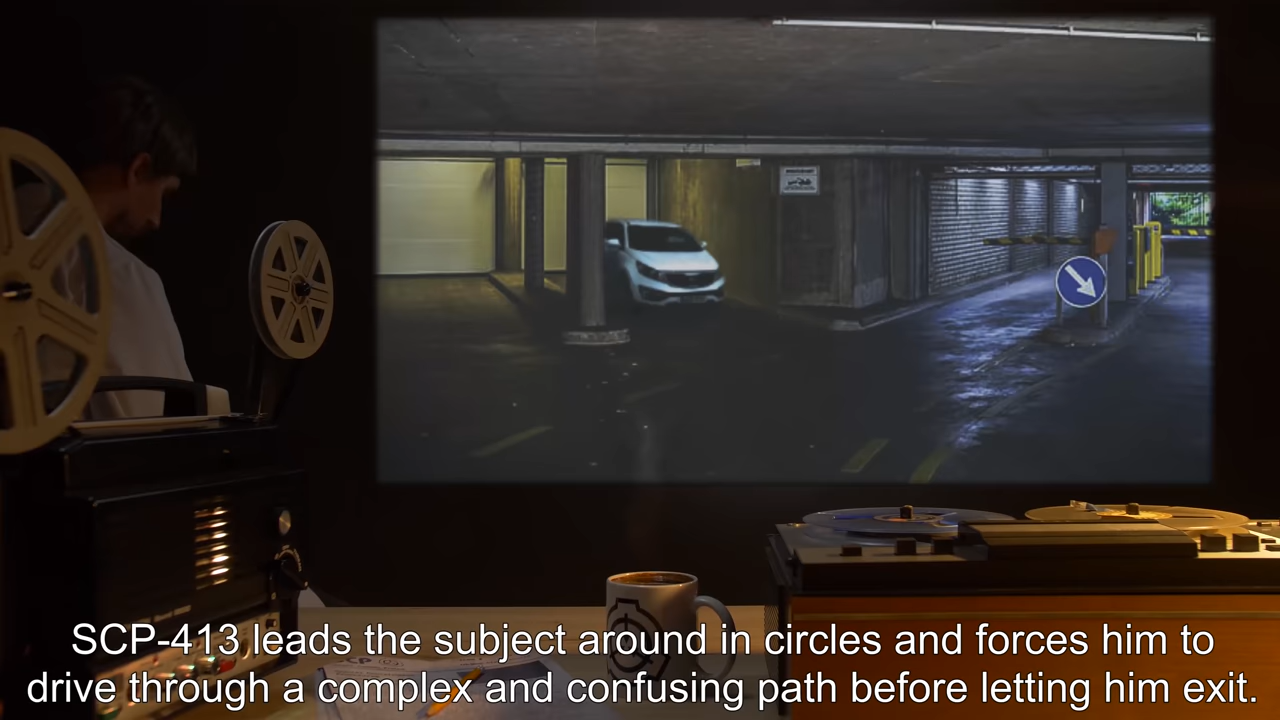 SCP
SCP-413 leads the subject around in circles and forces him to
drive through a complex and confusing path before letting him exit.